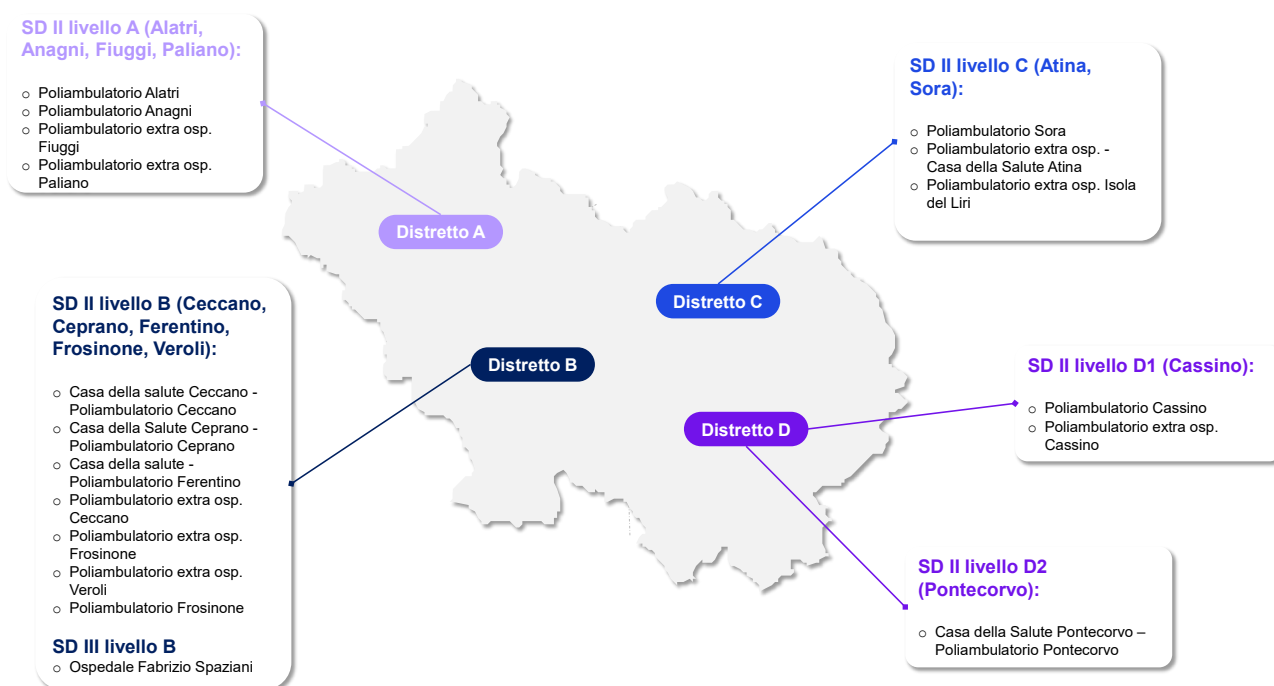 SD II livello A (Alatri,
Anagni, Fiuggi, Paliano):
o Poliambulatorio Alatri
o Poliambulatorio Anagni
o Poliambulatorio extra osp.
Fiuggi
o Poliambulatorio extra osp.
Paliano
SD II livello B (Ceccano,
Ceprano, Ferentino,
Frosinone, Veroli):
o Casa della salute Ceccano -
Poliambulatorio Ceccano
o Casa della Salute Ceprano -
Poliambulatorio Ceprano
o Casa della salute -
Poliambulatorio Ferentino
o Poliambulatorio extra osp.
Ceccano
o Poliambulatorio extra osp.
Frosinone
o Poliambulatorio extra osp.
Veroli
o Poliambulatorio Frosinone
SD III livello B
o Ospedale Fabrizio Spaziani
Distretto A
Distretto B
Distretto C
Distretto D
SD II livello C (Atina,
Sora):
o Poliambulatorio Sora
o Poliambulatorio extra osp. -
Casa della Salute Atina
o Poliambulatorio extra osp. Isola
del Liri
SD II livello D1 (Cassino):
o Poliambulatorio Cassino
o Poliambulatorio extra osp.
Cassino
SD II livello D2
(Pontecorvo):
o Casa della Salute Pontecorvo –
Poliambulatorio Pontecorvo